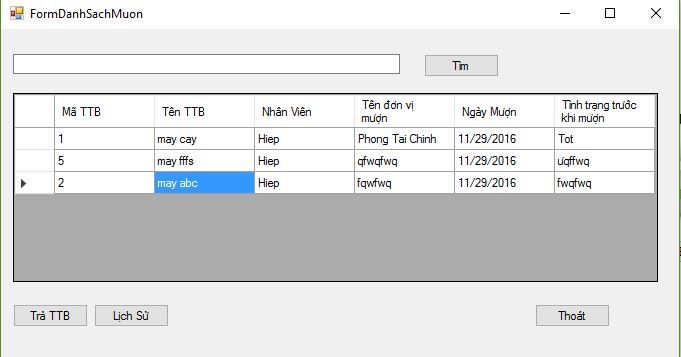 FormDanhSachMuon
Tìm
Mã TTB Tên TTB Nhân Viên Tên đơn vị mượn Ngày Mượn Tình trạng trước khi mượn
1 may cay Hiep Phong Tai Chinh 11/29/2016 Tot
5 may fffs Hiep qfwqfwq 11/29/2016 ưqffwq
2 may abc Hiep fqwfwq 11/29/2016 fwqfwq
Trả TTB Lịch Sử Thoát